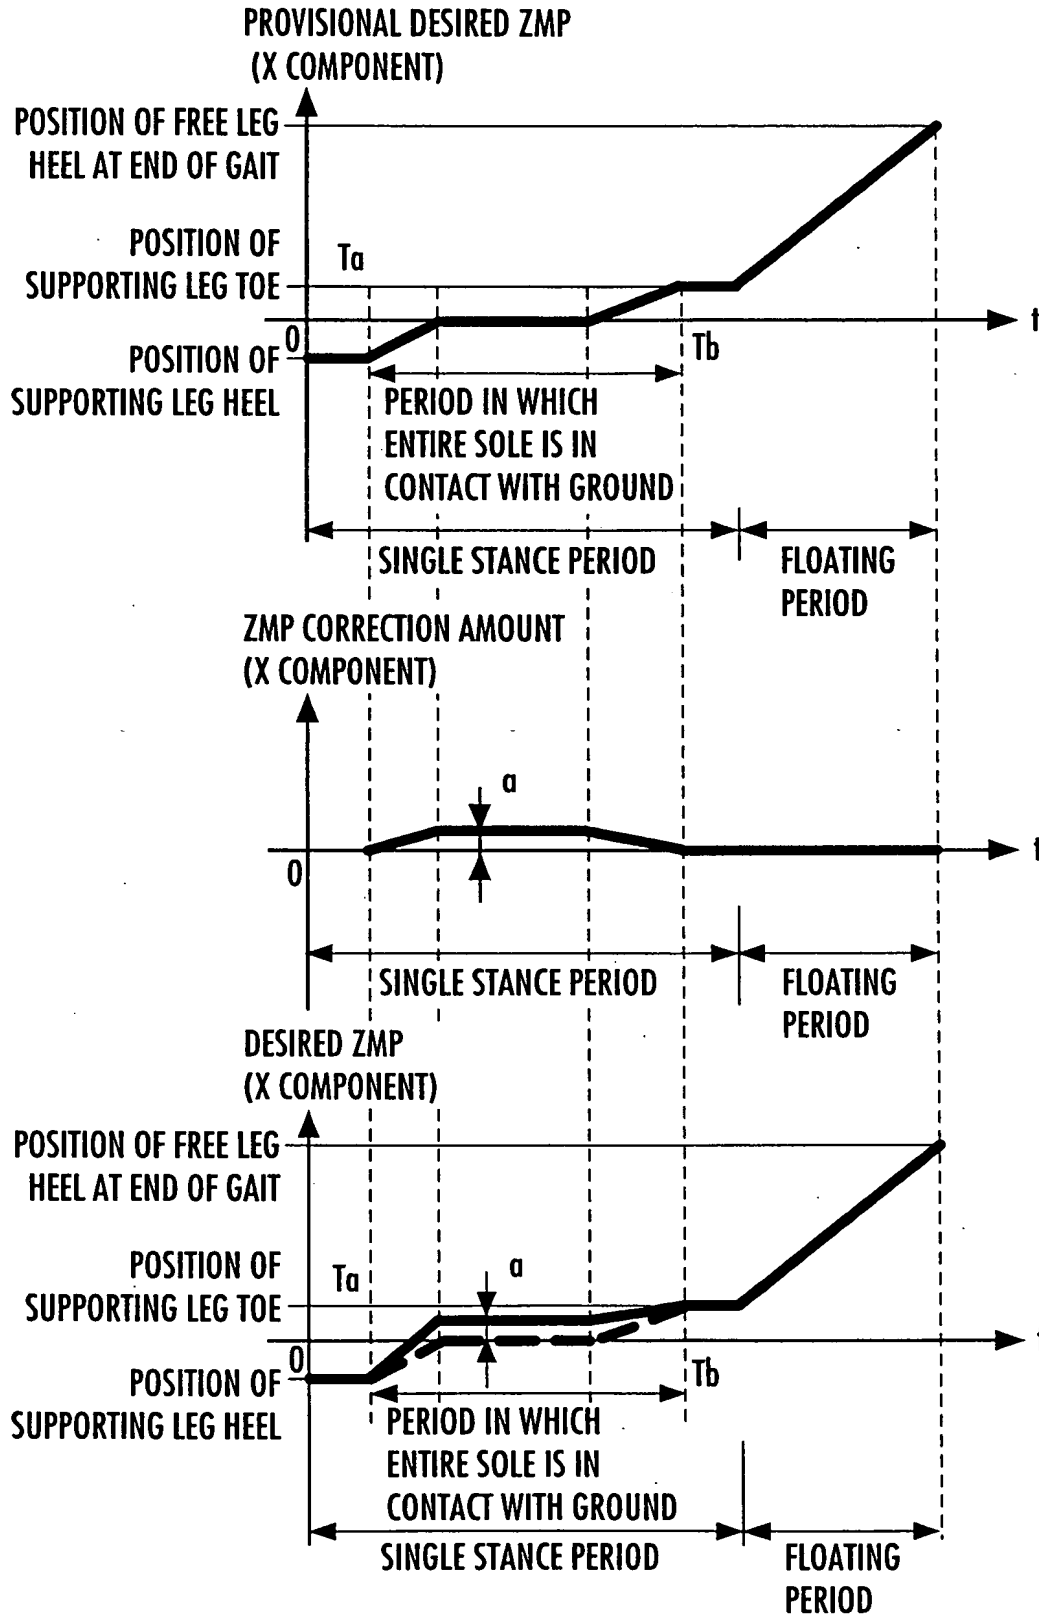 PROVISIONAL DESIRED ZMP
(X COMPONENT)
POSITION OF FREE LEG
HEEL AT END OF GAIT
POSITION OF
SUPPORTING LEG TOE
Ta
t
0
Tb
POSITION OF
SUPPORTING LEG HEEL
PERIOD IN WHICH
ENTIRE SOLE IS IN
CONTACT WITH GROUND
SINGLE STANCE PERIOD
FLOATING
PERIOD
ZMP CORRECTION AMOUNT
(X COMPONENT)
a
t
0
SINGLE STANCE PERIOD
FLOATING
PERIOD
DESIRED ZMP
(X COMPONENT)
POSITION OF FREE LEG
HEEL AT END OF GAIT
POSITION OF
SUPPORTING LEG TOE
Ta
a
0
Tb
POSITION OF
SUPPORTING LEG HEEL
PERIOD IN WHICH
ENTIRE SOLE IS IN
CONTACT WITH GROUND
SINGLE STANCE PERIOD
FLOATING
PERIOD